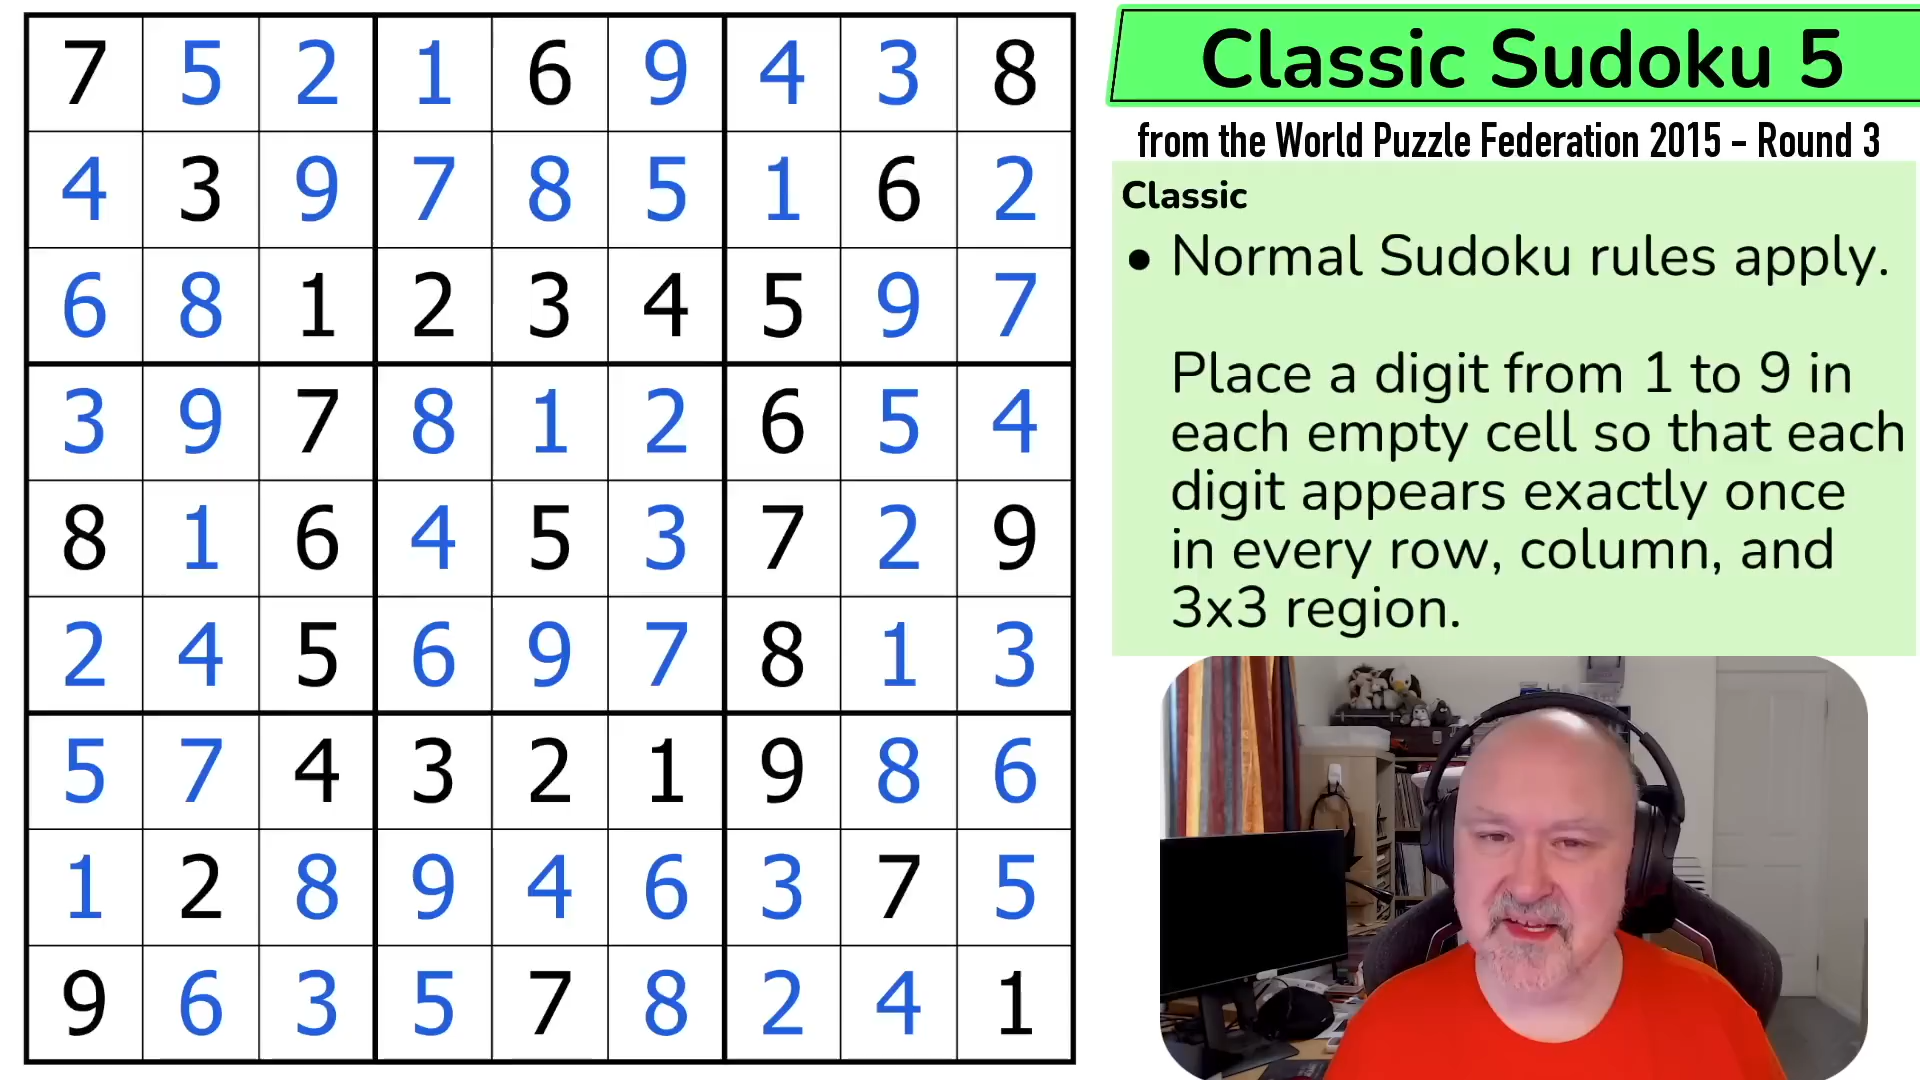 7 5 2 1 6 9 4 3 8
4 3 9 7 8 5 1 6 2
6 8 1 2 3 4 5 9 7
3 9 7 8 1 2 6 5 4
8 1 6 4 5 3 7 2 9
2 4 5 6 9 7 8 1 3
5 7 4 3 2 1 9 8 6
1 2 8 9 4 6 3 7 5
9 6 3 5 7 8 2 4 1
Classic Sudoku 5
from the World Puzzle Federation 2015 - Round 3
Classic
• Normal Sudoku rules apply.
Place a digit from 1 to 9 in
each empty cell so that each
digit appears exactly once
in every row, column, and
3x3 region.